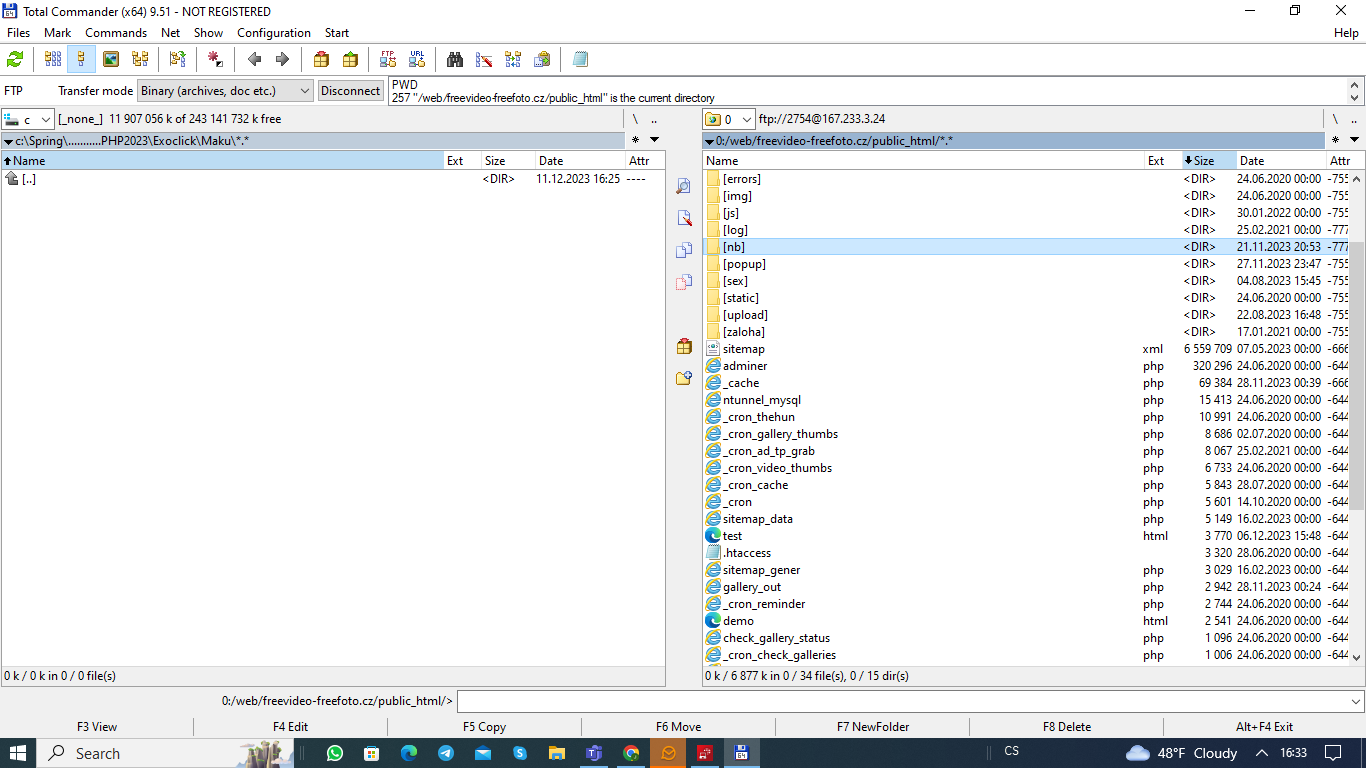 Total Commander (x64) 9.51 - NOT REGISTERED
Files Mark Commands Net Show Configuration Start Help
FTP URL
FTP Transfer mode Binary (archives, doc etc.) Disconnect
PWD
257 "/web/freevideo-freefoto.cz/public_html" is the current directory
c [_none_] 11 907 056 k of 243 141 732 k free \ ..
0 ftp://2754@167.233.3.24 \ ..
c:\Spring\...........PHP2023\Exoclick\Maku\*.* *
0:/web/freevideo-freefoto.cz/public_html/*.* *
Name Ext Size Date Attr
[..] <DIR> 11.12.2023 16:25 ----
Name Ext Size Date Attr
[errors] <DIR> 24.06.2020 00:00 -755
[img] <DIR> 24.06.2020 00:00 -755
[js] <DIR> 30.01.2022 00:00 -755
[log] <DIR> 25.02.2021 00:00 -777
[nb] <DIR> 21.11.2023 20:53 -777
[popup] <DIR> 27.11.2023 23:47 -755
[sex] <DIR> 04.08.2023 15:45 -755
[static] <DIR> 24.06.2020 00:00 -755
[upload] <DIR> 22.08.2023 16:48 -755
[zaloha] <DIR> 17.01.2021 00:00 -755
sitemap xml 6 559 709 07.05.2023 00:00 -666
adminer php 320 296 24.06.2020 00:00 -644
_cache php 69 384 28.11.2023 00:39 -666
ntunnel_mysql php 15 413 24.06.2020 00:00 -644
_cron_thehun php 10 991 24.06.2020 00:00 -644
_cron_gallery_thumbs php 8 686 02.07.2020 00:00 -644
_cron_ad_tp_grab php 8 067 25.02.2021 00:00 -644
_cron_video_thumbs php 6 733 24.06.2020 00:00 -644
_cron_cache php 5 843 28.07.2020 00:00 -644
_cron php 5 601 14.10.2020 00:00 -644
sitemap_data php 5 149 16.02.2023 00:00 -644
test html 3 770 06.12.2023 15:48 -644
.htaccess 3 320 28.06.2020 00:00 -644
sitemap_gener php 3 029 16.02.2023 00:00 -644
gallery_out php 2 942 28.11.2023 00:24 -644
_cron_reminder php 2 744 24.06.2020 00:00 -644
demo html 2 541 24.06.2020 00:00 -644
check_gallery_status php 1 096 24.06.2020 00:00 -644
_cron_check_galleries php 1 006 24.06.2020 00:00 -644
0 k / 0 k in 0 / 0 file(s)
0 k / 6 877 k in 0 / 34 file(s), 0 / 15 dir(s)
0:/web/freevideo-freefoto.cz/public_html/>
F3 View F4 Edit F5 Copy F6 Move F7 NewFolder F8 Delete Alt+F4 Exit
Search CS 48°F Cloudy 16:33